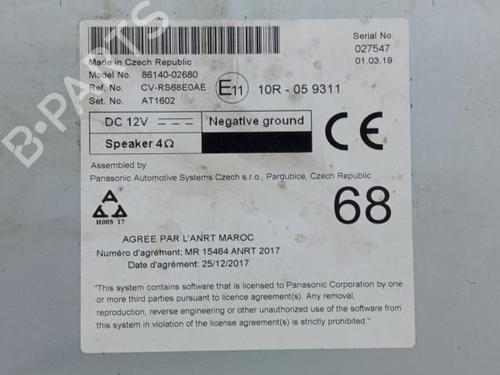 B-PARTS
Serial No.
027547
01.03.19
Made in Czech Republic
Model No. 86140-02680
Ref. No. CV-RS68E0AE
Set. No. AT1602
E11 10R - 05 9311
DC 12V Negative ground
Speaker 4Ω
CE
Assembled by
Panasonic Automotive Systems Czech s.r.o., Pardubice, Czech Republic
И005 17
68
AGREE PAR L'ANRT MAROC
Numéro d'agrément: MR 15464 ANRT 2017
Date d'agrément: 25/12/2017
"This system contains software that is licensed to Panasonic Corporation by one
or more third parties pursuant to licence agreement(s). Any removal,
reproduction, reverse engineering or other unauthorized use of the software of
this system in violation of the license agreement(s) is strictly prohibited."